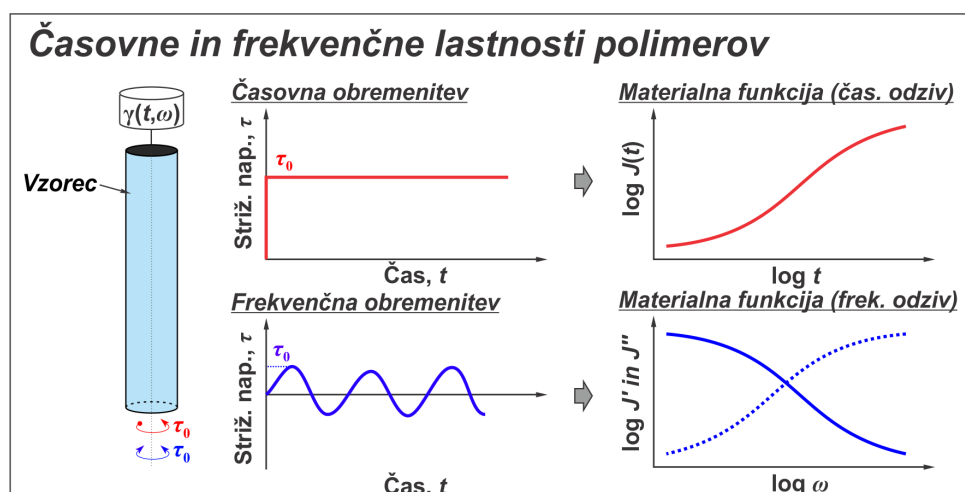 Časovne in frekvenčne lastnosti polimerov
γ(t,ω)
Vzorec
τ0
τ0
Časovna obremenitev
Striž. nap., τ
τ0
Čas, t
Materialna funkcija (čas. odziv)
log J(t)
log t
Frekvenčna obremenitev
Striž. nap., τ
τ0
Čas, t
Materialna funkcija (frek. odziv)
log J' in J''
log ω